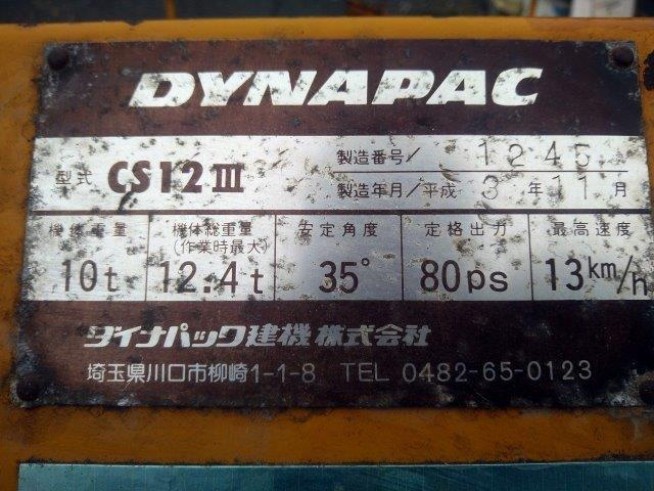 DYNAPAC
型式 CS12III 製造番号/ 1245
製造年月/平成 3 年 11 月
機械重量 機体総重量 安定角度 定格出力 最高速度
(作業時最大)
10t 12.4t 35° 80ps 13km/h
ダイナパック建機株式会社
埼玉県川口市柳崎1-1-8 TEL 0482-65-0123